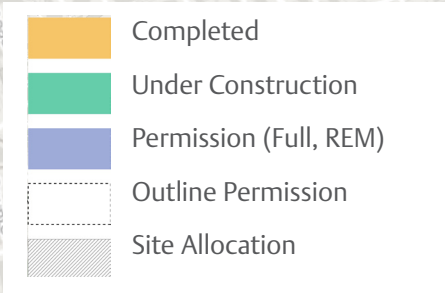 Completed
Under Construction
Permission (Full, REM)
Outline Permission
Site Allocation